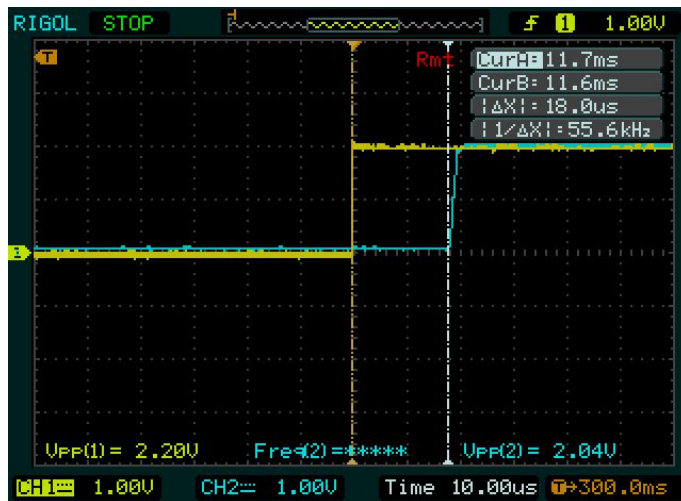 RIGOL STOP 1 1.00V
T Rmt
CurA= 11.7ms
CurB= 11.6ms
|ΔX|= 18.0us
|1/ΔX|=55.6kHz
1
Vpp(1)= 2.20V Freq(2)=***** Vpp(2)= 2.04V
CH1 1.00V CH2 1.00V Time 10.00us T→300.0ms